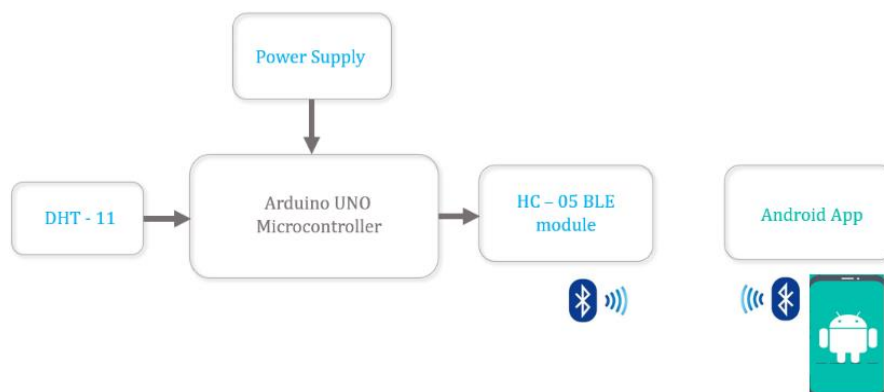 Power Supply
DHT - 11
Arduino UNO
Microcontroller
HC – 05 BLE
module
Android App